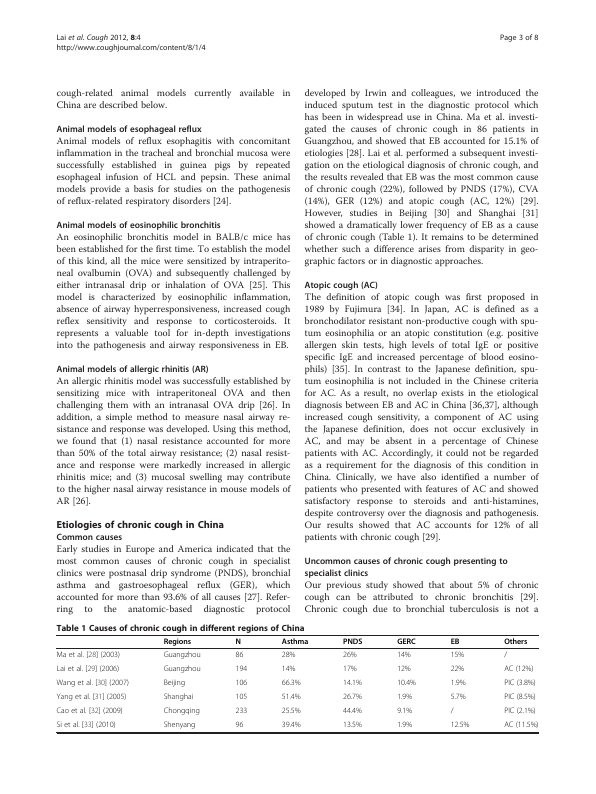 Lai et al. Cough 2012, 8:4
http://www.coughjournal.com/content/8/1/4
Page 3 of 8
cough-related animal models currently available in
China are described below.
Animal models of esophageal reflux
Animal models of reflux esophagitis with concomitant
inflammation in the tracheal and bronchial mucosa were
successfully established in guinea pigs by repeated
esophageal infusion of HCL and pepsin. These animal
models provide a basis for studies on the pathogenesis
of reflux-related respiratory disorders [24].
Animal models of eosinophilic bronchitis
An eosinophilic bronchitis model in BALB/c mice has
been established for the first time. To establish the model
of this kind, all the mice were sensitized by intraperito-
neal ovalbumin (OVA) and subsequently challenged by
either intranasal drip or inhalation of OVA [25]. This
model is characterized by eosinophilic inflammation,
absence of airway hyperresponsiveness, increased cough
reflex sensitivity and response to corticosteroids. It
represents a valuable tool for in-depth investigations
into the pathogenesis and airway responsiveness in EB.
Animal models of allergic rhinitis (AR)
An allergic rhinitis model was successfully established by
sensitizing mice with intraperitoneal OVA and then
challenging them with an intranasal OVA drip [26]. In
addition, a simple method to measure nasal airway re-
sistance and response was developed. Using this method,
we found that (1) nasal resistance accounted for more
than 50% of the total airway resistance; (2) nasal resist-
ance and response were markedly increased in allergic
rhinitis mice; and (3) mucosal swelling may contribute
to the higher nasal airway resistance in mouse models of
AR [26].
Etiologies of chronic cough in China
Common causes
Early studies in Europe and America indicated that the
most common causes of chronic cough in specialist
clinics were postnasal drip syndrome (PNDS), bronchial
asthma and gastroesophageal reflux (GER), which
accounted for more than 93.6% of all causes [27]. Refer-
ring to the anatomic-based diagnostic protocol
developed by Irwin and colleagues, we introduced the
induced sputum test in the diagnostic protocol which
has been in widespread use in China. Ma et al. investi-
gated the causes of chronic cough in 86 patients in
Guangzhou, and showed that EB accounted for 15.1% of
etiologies [28]. Lai et al. performed a subsequent investi-
gation on the etiological diagnosis of chronic cough, and
the results revealed that EB was the most common cause
of chronic cough (22%), followed by PNDS (17%), CVA
(14%), GER (12%) and atopic cough (AC, 12%) [29].
However, studies in Beijing [30] and Shanghai [31]
showed a dramatically lower frequency of EB as a cause
of chronic cough (Table 1). It remains to be determined
whether such a difference arises from disparity in geo-
graphic factors or in diagnostic approaches.
Atopic cough (AC)
The definition of atopic cough was first proposed in
1989 by Fujimura [34]. In Japan, AC is defined as a
bronchodilator resistant non-productive cough with spu-
tum eosinophilia or an atopic constitution (e.g. positive
allergen skin tests, high levels of total IgE or positive
specific IgE and increased percentage of blood eosino-
phils) [35]. In contrast to the Japanese definition, spu-
tum eosinophilia is not included in the Chinese criteria
for AC. As a result, no overlap exists in the etiological
diagnosis between EB and AC in China [36,37], although
increased cough sensitivity, a component of AC using
the Japanese definition, does not occur exclusively in
AC, and may be absent in a percentage of Chinese
patients with AC. Accordingly, it could not be regarded
as a requirement for the diagnosis of this condition in
China. Clinically, we have also identified a number of
patients who presented with features of AC and showed
satisfactory response to steroids and anti-histamines,
despite controversy over the diagnosis and pathogenesis.
Our results showed that AC accounts for 12% of all
patients with chronic cough [29].
Uncommon causes of chronic cough presenting to
specialist clinics
Our previous study showed that about 5% of chronic
cough can be attributed to chronic bronchitis [29].
Chronic cough due to bronchial tuberculosis is not a
Table 1 Causes of chronic cough in different regions of China
Regions N Asthma PNDS GERC EB Others
Ma et al. [28] (2003) Guangzhou 86 28% 26% 14% 15% /
Lai et al. [29] (2006) Guangzhou 194 14% 17% 12% 22% AC (12%)
Wang et al. [30] (2007) Beijing 106 66.3% 14.1% 10.4% 1.9% PIC (3.8%)
Yang et al. [31] (2005) Shanghai 105 51.4% 26.7% 1.9% 5.7% PIC (8.5%)
Cao et al. [32] (2009) Chongqing 233 25.5% 44.4% 9.1% / PIC (2.1%)
Si et al. [33] (2010) Shenyang 96 39.4% 13.5% 1.9% 12.5% AC (11.5%)